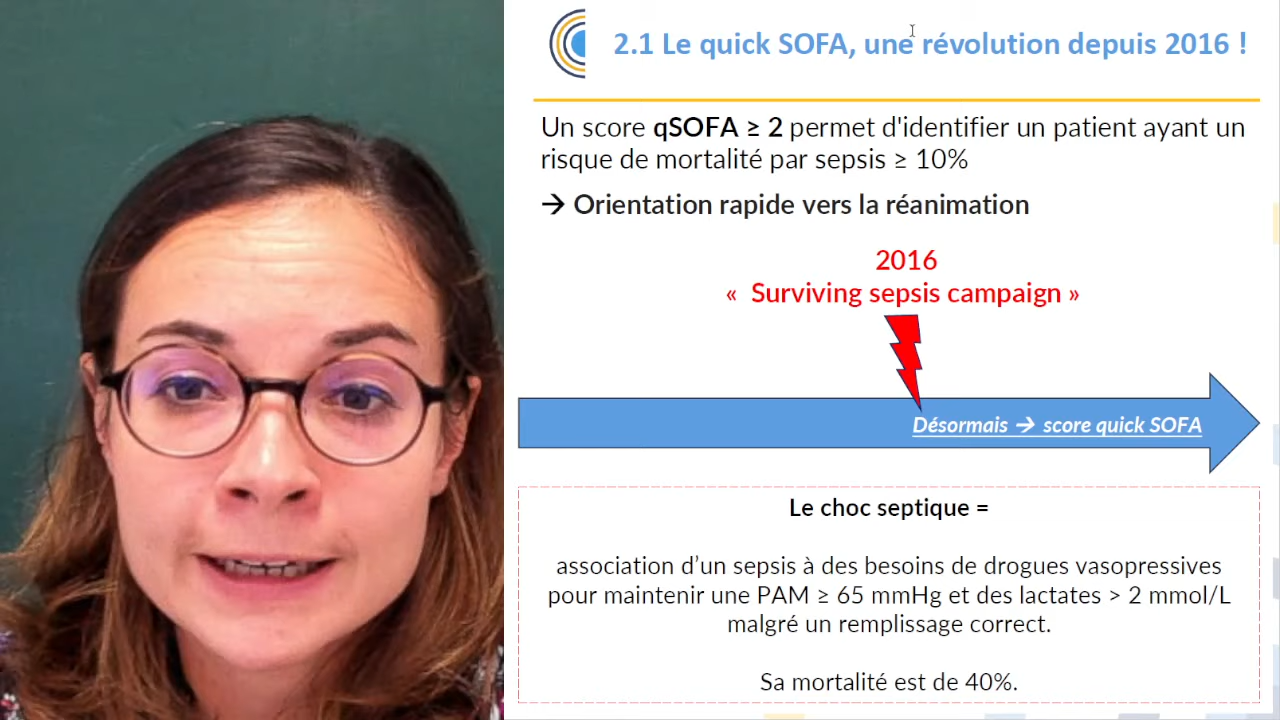 2.1 Le quick SOFA, une révolution depuis 2016 !
Un score qSOFA ≥ 2 permet d'identifier un patient ayant un
risque de mortalité par sepsis ≥ 10%
→ Orientation rapide vers la réanimation
2016
«  Surviving sepsis campaign »
Désormais → score quick SOFA
Le choc septique =
association d’un sepsis à des besoins de drogues vasopressives
pour maintenir une PAM ≥ 65 mmHg et des lactates > 2 mmol/L
malgré un remplissage correct.
Sa mortalité est de 40%.